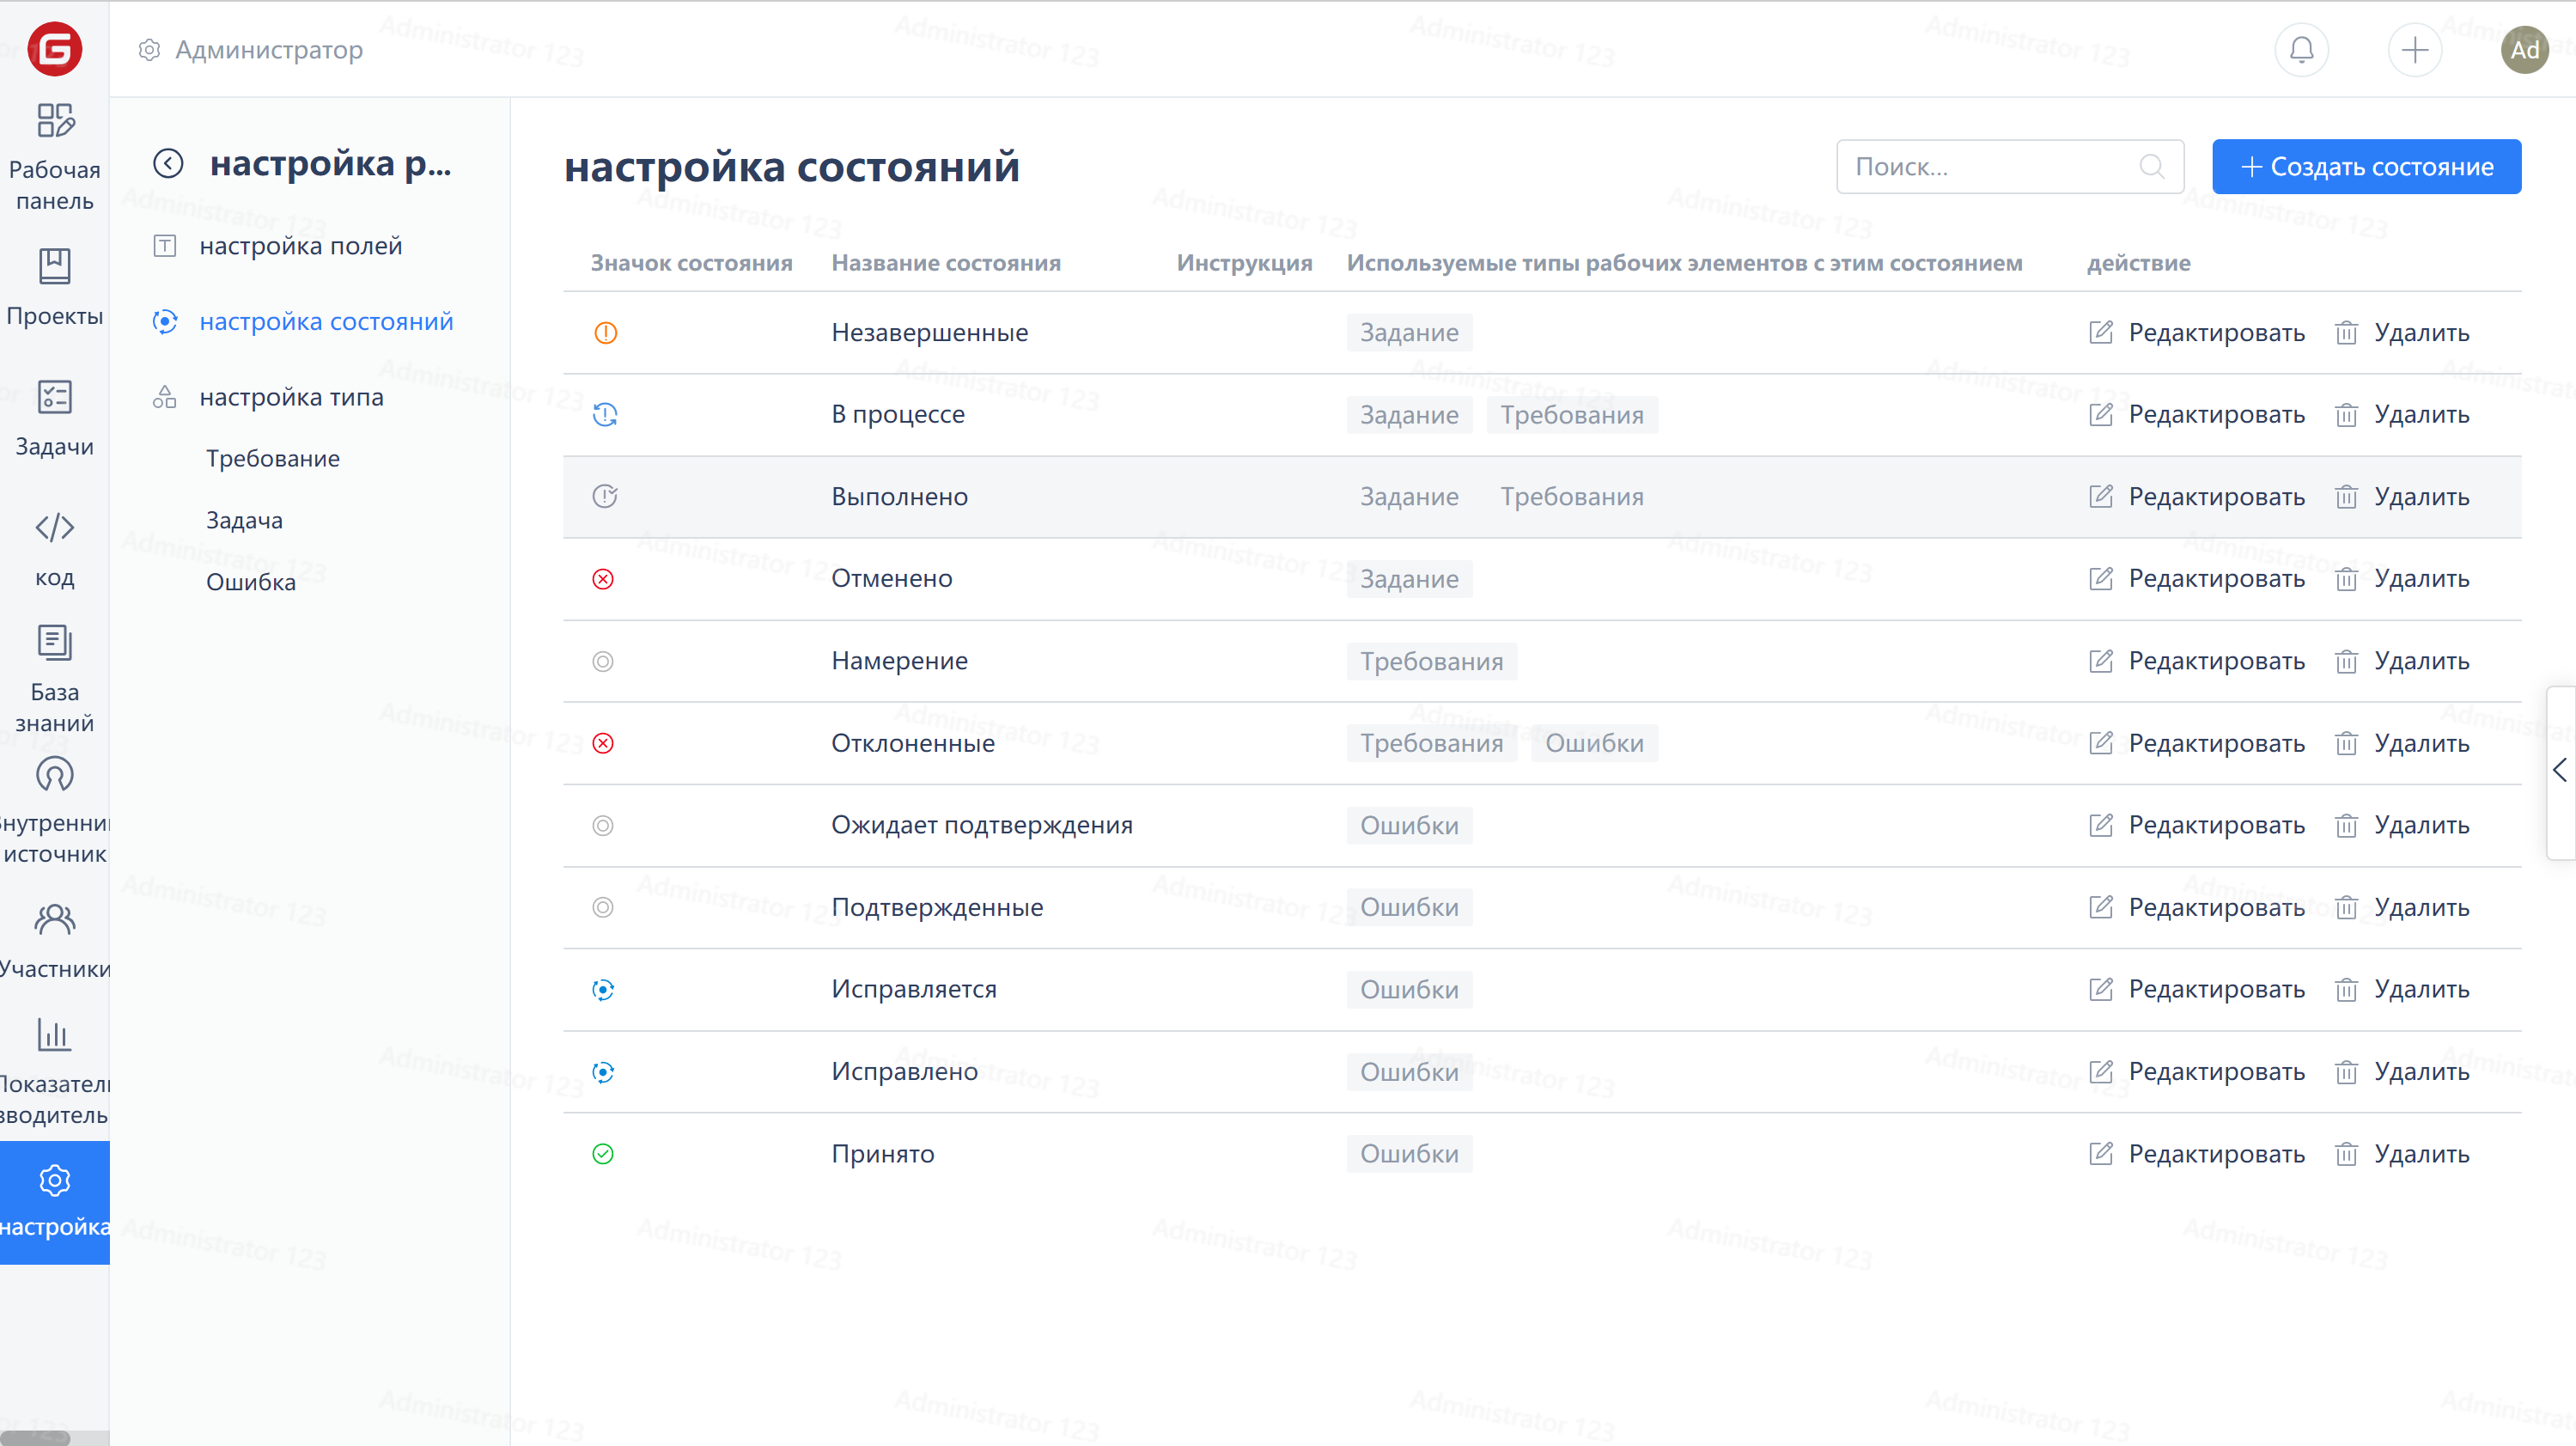 Администратор
Ad
Рабочая
панель
Проекты
Задачи
код
База
знаний
источник
Участники
настройка
настройка р...
настройка полей
настройка состояний
настройка типа
Требование
Задача
Ошибка
настройка состояний
Поиск...
Создать состояние
Значок состояния Название состояния Инструкция Используемые типы рабочих элементов с этим состоянием действие
Незавершенные Задание Редактировать Удалить
В процессе Задание Требования Редактировать Удалить
Выполнено Задание Требования Редактировать Удалить
Отменено Задание Редактировать Удалить
Намерение Требования Редактировать Удалить
Отклоненные Требования Ошибки Редактировать Удалить
Ожидает подтверждения Ошибки Редактировать Удалить
Подтвержденные Ошибки Редактировать Удалить
Исправляется Ошибки Редактировать Удалить
Исправлено Ошибки Редактировать Удалить
Принято Ошибки Редактировать Удалить
Administrator 123